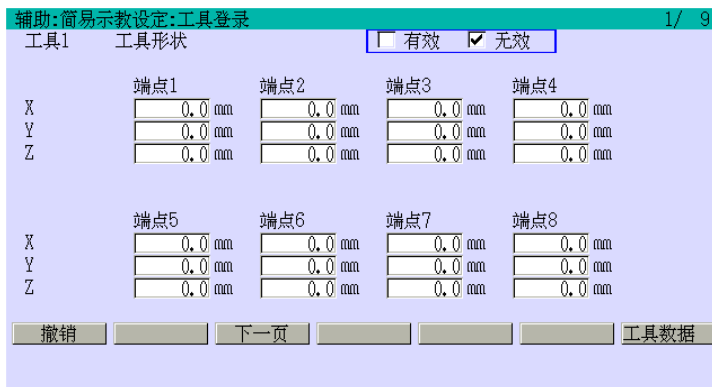 辅助:简易示教设定:工具登录 1/ 9
工具1 工具形状 有效 无效
端点1 端点2 端点3 端点4
X 0.0 mm 0.0 mm 0.0 mm 0.0 mm
Y 0.0 mm 0.0 mm 0.0 mm 0.0 mm
Z 0.0 mm 0.0 mm 0.0 mm 0.0 mm
端点5 端点6 端点7 端点8
X 0.0 mm 0.0 mm 0.0 mm 0.0 mm
Y 0.0 mm 0.0 mm 0.0 mm 0.0 mm
Z 0.0 mm 0.0 mm 0.0 mm 0.0 mm
撤销 下一页 工具数据